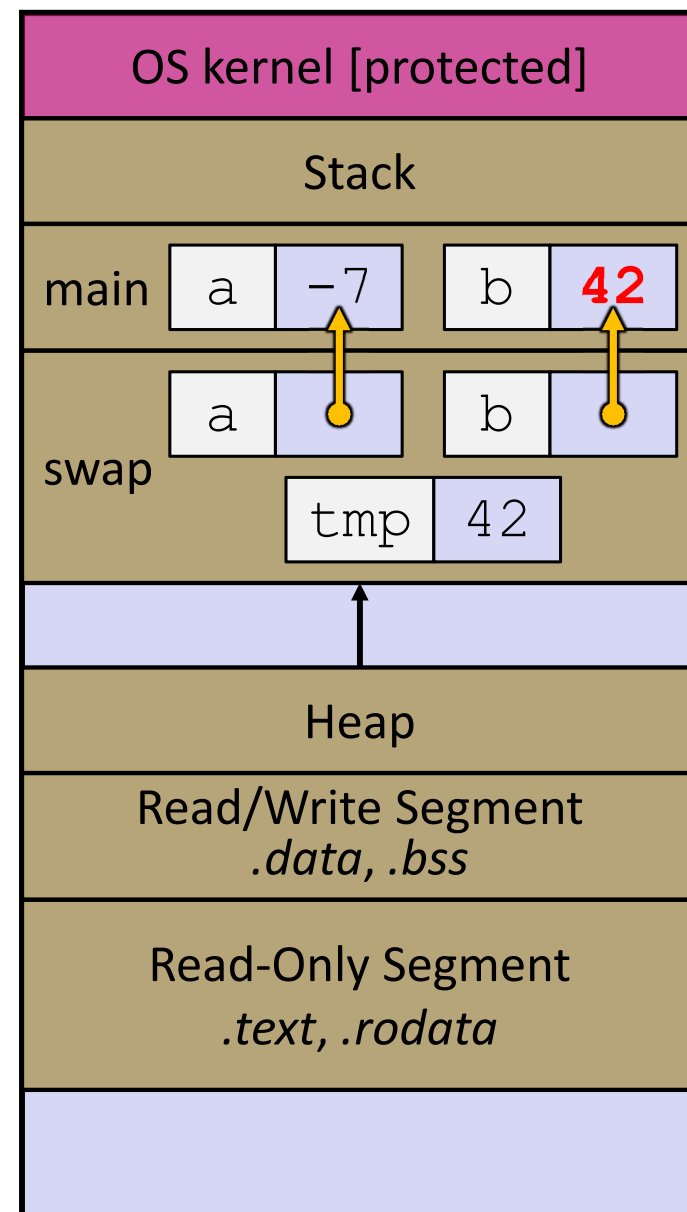 OS kernel [protected]
Stack
main a -7 b 42
a b
swap
tmp 42
Heap
Read/Write Segment
.data, .bss
Read-Only Segment
.text, .rodata